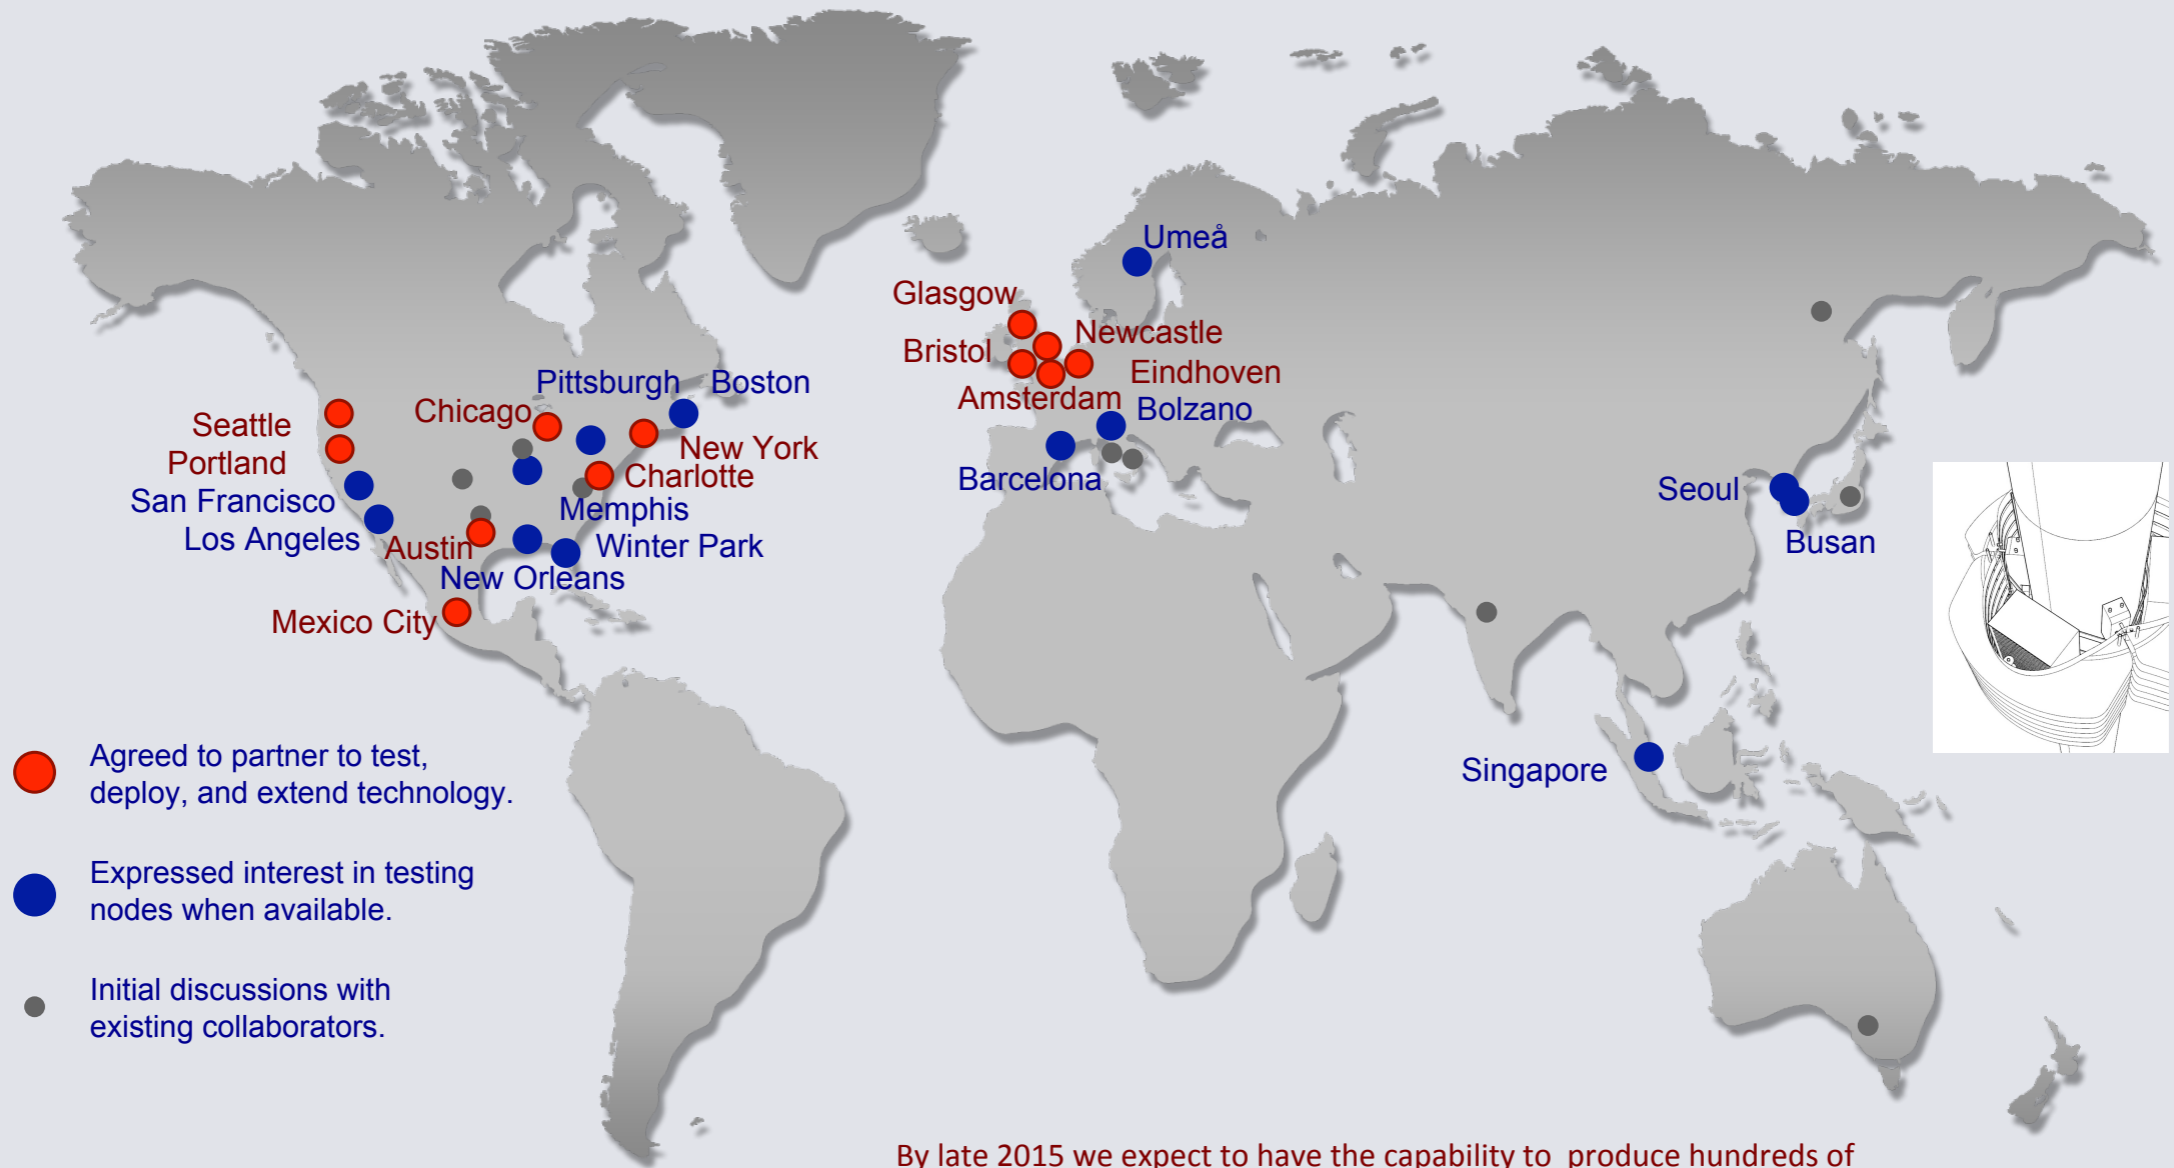 Umeå
Glasgow
Newcastle
Bristol
Eindhoven
Amsterdam
Bolzano
Barcelona
Pittsburgh
Boston
Chicago
Seattle
New York
Portland
Charlotte
San Francisco
Memphis
Los Angeles
Austin
Winter Park
New Orleans
Mexico City
Seoul
Busan
Singapore
Agreed to partner to test,
deploy, and extend technology.
Expressed interest in testing
nodes when available.
Initial discussions with
existing collaborators.
By late 2015 we expect to have the capability to produce hundreds of